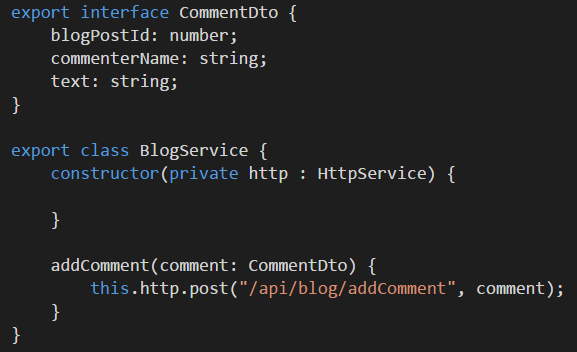 export interface CommentDto {
    blogPostId: number;
    commenterName: string;
    text: string;
}
export class BlogService {
    constructor(private http : HttpService) {
    }
    addComment(comment: CommentDto) {
        this.http.post("/api/blog/addComment", comment);
    }
}